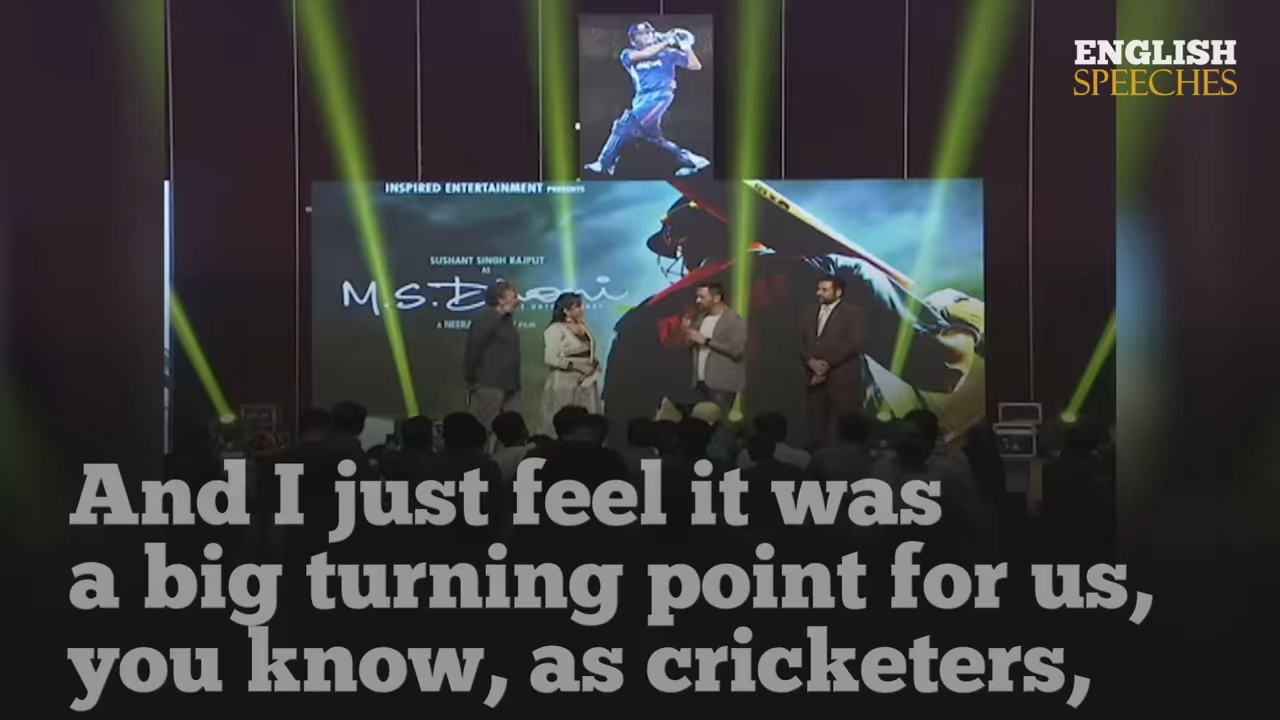 ENGLISH
SPEECHES
INSPIRED ENTERTAINMENT PRESENTS
SUSHANT SINGH RAJPUT
AS
M.S.Dhoni
A FILM
And I just feel it was
a big turning point for us,
you know, as cricketers,